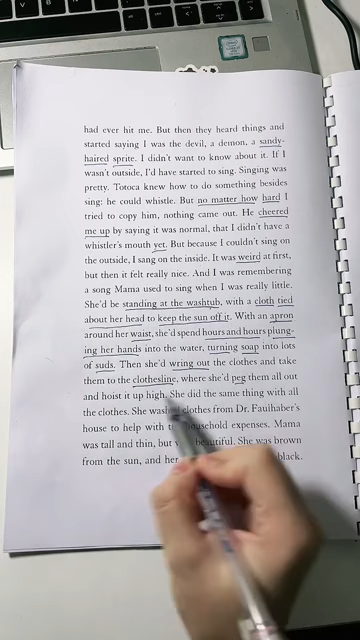 had ever hit me. But then they heard things and
started saying I was the devil, a demon, a sandy-
haired sprite. I didn't want to know about it. If I
wasn't outside, I'd have started to sing. Singing was
pretty. Totoca knew how to do something besides
sing: he could whistle. But no matter how hard I
tried to copy him, nothing came out. He cheered
me up by saying it was normal, that I didn't have a
whistler's mouth yet. But because I couldn't sing on
the outside, I sang on the inside. It was weird at first,
but then it felt really nice. And I was remembering
a song Mama used to sing when I was really little.
She'd be standing at the washtub, with a cloth tied
about her head to keep the sun off it. With an apron
around her waist, she'd spend hours and hours plung-
ing her hands into the water, turning soap into lots
of suds. Then she'd wring out the clothes and take
them to the clothesline, where she'd peg them all out
and hoist it up high. She did the same thing with all
the clothes. She washed clothes from Dr. Faulhaber's
house to help with the household expenses. Mama
was tall and thin, but beautiful. She was brown
from the sun, and her black.